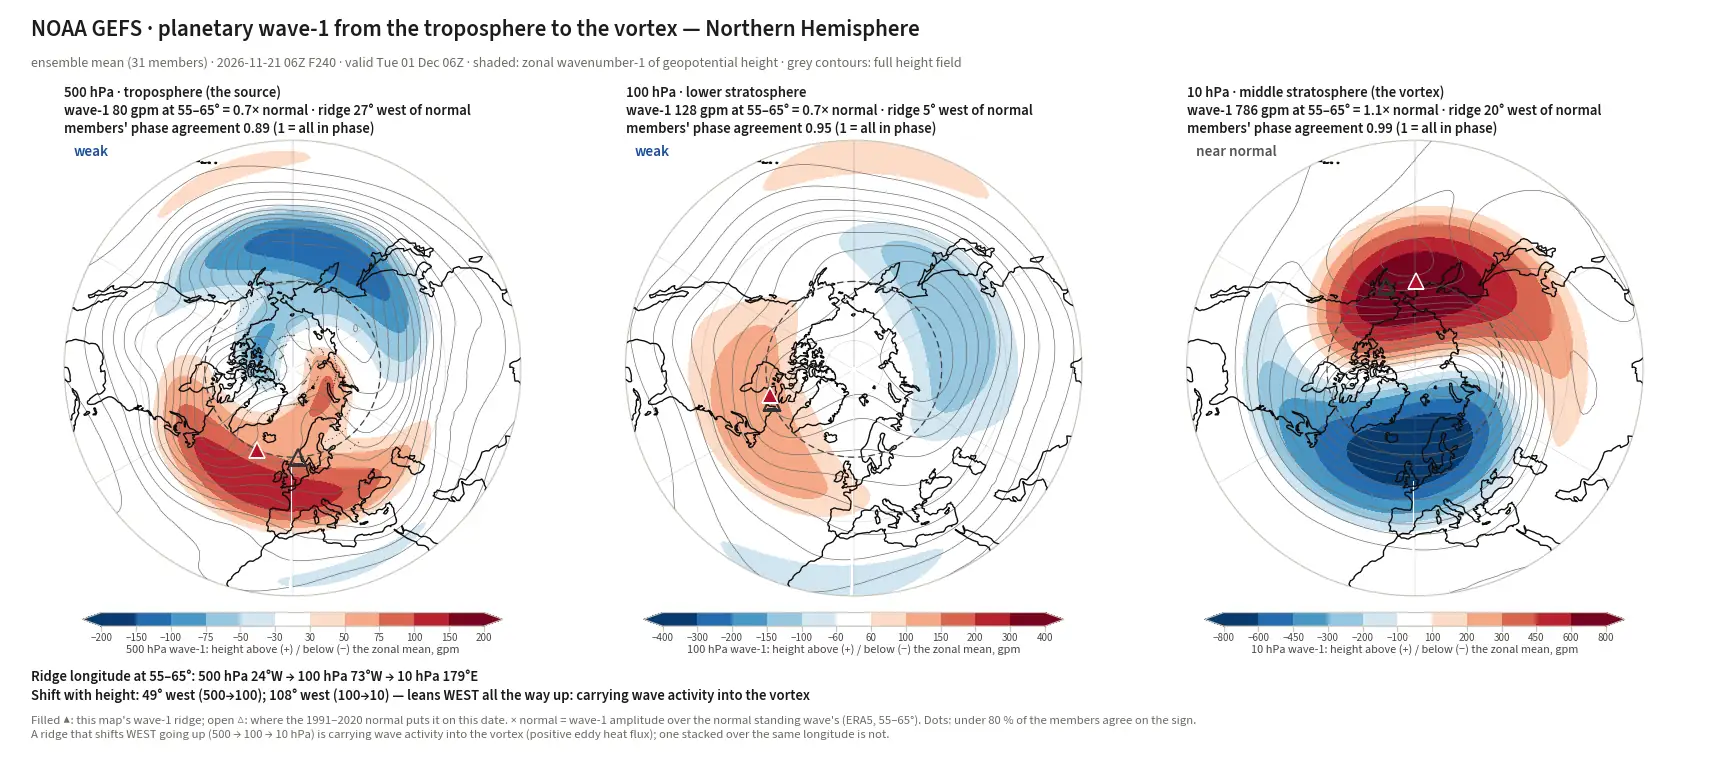 NOAA GEFS · planetary wave-1 from the troposphere to the vortex — Northern Hemisphere
ensemble mean (31 members) · 2026-11-21 06Z F240 · valid Tue 01 Dec 06Z · shaded: zonal wavenumber-1 of geopotential height · grey contours: full height field
500 hPa · troposphere (the source)
wave-1 80 gpm at 55–65° = 0.7× normal · ridge 27° west of normal
members' phase agreement 0.89 (1 = all in phase)
weak
100 hPa · lower stratosphere
wave-1 128 gpm at 55–65° = 0.7× normal · ridge 5° west of normal
members' phase agreement 0.95 (1 = all in phase)
weak
10 hPa · middle stratosphere (the vortex)
wave-1 786 gpm at 55–65° = 1.1× normal · ridge 20° west of normal
members' phase agreement 0.99 (1 = all in phase)
near normal
−200 −150 −100 −75 −50 −30 30 50 75 100 150 200
500 hPa wave-1: height above (+) / below (−) the zonal mean, gpm
−400 −300 −200 −150 −100 −60 60 100 150 200 300 400
100 hPa wave-1: height above (+) / below (−) the zonal mean, gpm
−800 −600 −450 −300 −200 −100 100 200 300 450 600 800
10 hPa wave-1: height above (+) / below (−) the zonal mean, gpm
Ridge longitude at 55–65°: 500 hPa 24°W → 100 hPa 73°W → 10 hPa 179°E
Shift with height: 49° west (500→100); 108° west (100→10) — leans WEST all the way up: carrying wave activity into the vortex
Filled ▲: this map's wave-1 ridge; open △: where the 1991–2020 normal puts it on this date. × normal = wave-1 amplitude over the normal standing wave's (ERA5, 55–65°). Dots: under 80 % of the members agree on the sign.
A ridge that shifts WEST going up (500 → 100 → 10 hPa) is carrying wave activity into the vortex (positive eddy heat flux); one stacked over the same longitude is not.